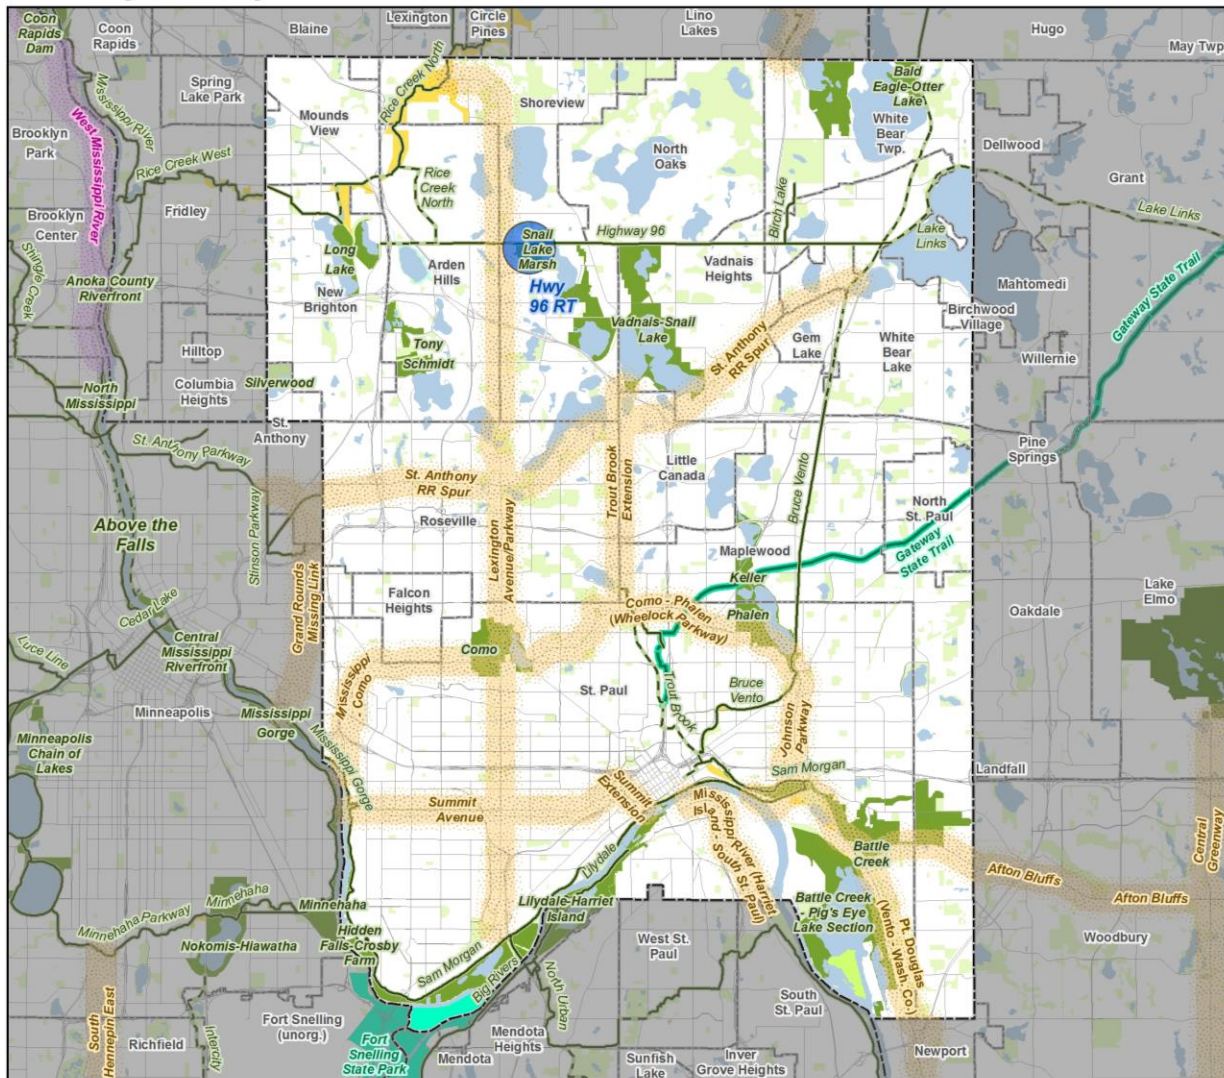 Coon
Rapids
Dam
Coon
Rapids
Blaine
Lexington
Circle
Pines
Lino
Lakes
Hugo
May Twp.
Mississippi River
Spring
Lake Park
Rice Creek North
Mounds
View
Shoreview
Bald
Eagle-Otter
Lake
White
Bear
Twp.
Dellwood
Brooklyn
Park
West Mississippi River
Rice Creek West
North
Oaks
Grant
Rice
Creek
North
Birch Lake
Fridley
Lake Links
Brooklyn
Center
Shingle Creek
Snail
Lake
Marsh
Highway 96
Lake
Links
Long
Lake
Arden
Hills
Vadnais
Heights
Mahtomedi
Gateway State Trail
Anoka County
Riverfront
New
Brighton
Hwy
96 RT
Birchwood
Village
Vadnais-Snail
Lake
St. Anthony
RR Spur
Gem
Lake
White
Bear
Lake
Willernie
Hilltop
Tony
Schmidt
Columbia
Heights
Silverwood
North
Mississippi
St.
Anthony
St. Anthony Parkway
Pine
Springs
Little
Canada
St. Anthony
RR Spur
Trout Brook
Extension
Bruce Vento
North
St. Paul
Above the
Falls
Stinson Parkway
Roseville
Lexington
Avenue/Parkway
Maplewood
Gateway
State Trail
Keller
Lake
Elmo
Grand Rounds
Missing Link
Falcon
Heights
Como - Phalen
(Wheelock Parkway)
Phalen
Oakdale
Cedar Lake
Luce Line
Central
Mississippi
Riverfront
Como
Mississippi
- Como
St. Paul
Trout Brook
Bruce
Vento
Johnson
Parkway
Minneapolis
Mississippi
Gorge
Mississippi Gorge
Minneapolis
Chain of
Lakes
Sam Morgan
Landfall
Summit
Avenue
Summit
Extension
Mississippi River (Harriet
Island - South St. Paul)
Battle
Creek
Central
Greenway
Afton Bluffs
Afton Bluffs
Lilydale
Minnehaha Parkway
Minnehaha
Minnehaha
Lilydale-Harriet
Island
Battle Creek
- Pig's Eye
Lake Section
Pt. Douglas
(Vento - Wash. Co.)
Hidden
Falls-Crosby
Farm
Nokomis-Hiawatha
West St.
Paul
Woodbury
Sam Morgan
Big Rivers
North Urban
South
Hennepin East
Richfield
Intercity
Fort Snelling
(unorg.)
Fort
Snelling
State Park
Mendota
Mendota
Heights
Sunfish
Lake
Inver
Grove Heights
South
St. Paul
Newport